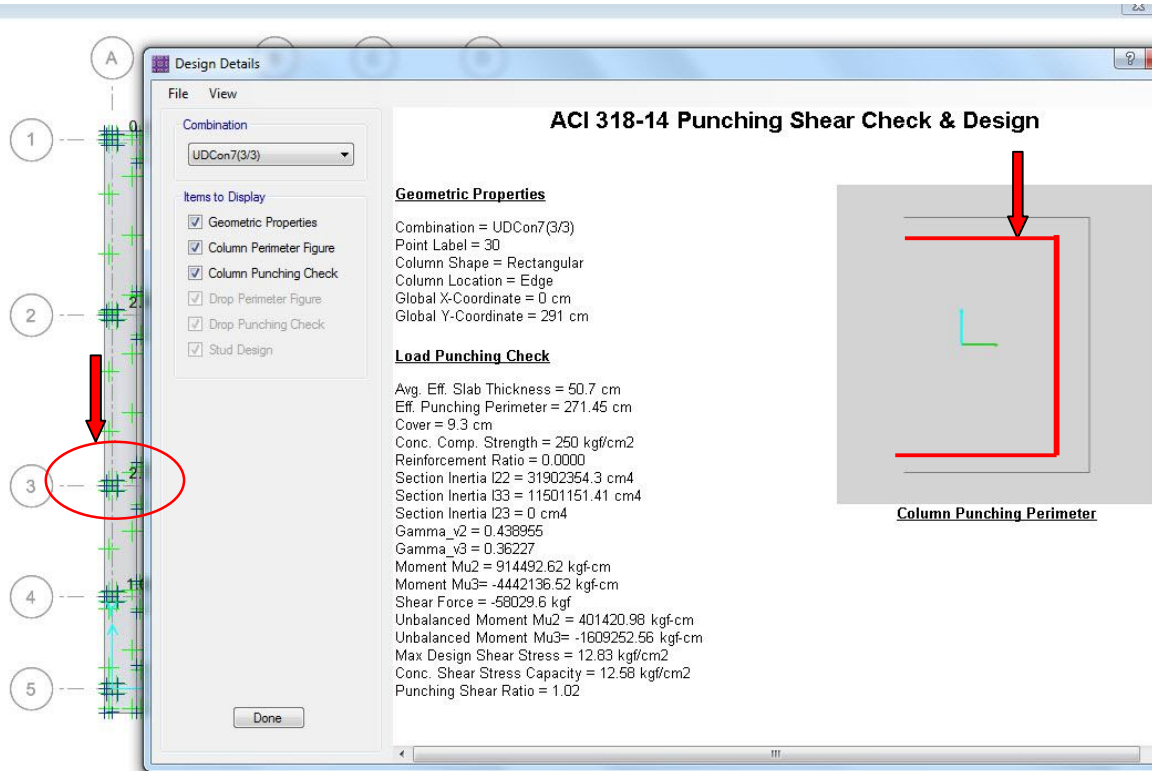 A
Design Details
File View
Combination
UDCon7(3/3)
Items to Display
Geometric Properties
Column Perimeter Figure
Column Punching Check
Drop Perimeter Figure
Drop Punching Check
Stud Design
Done
1
2
3
4
5
ACI 318-14 Punching Shear Check & Design
Geometric Properties
Combination = UDCon7(3/3)
Point Label = 30
Column Shape = Rectangular
Column Location = Edge
Global X-Coordinate = 0 cm
Global Y-Coordinate = 291 cm
Load Punching Check
Avg. Eff. Slab Thickness = 50.7 cm
Eff. Punching Perimeter = 271.45 cm
Cover = 9.3 cm
Conc. Comp. Strength = 250 kgf/cm2
Reinforcement Ratio = 0.0000
Section Inertia I22 = 31902354.3 cm4
Section Inertia I33 = 11501151.41 cm4
Section Inertia I23 = 0 cm4
Gamma_v2 = 0.438955
Gamma_v3 = 0.36227
Moment Mu2 = 914492.62 kgf-cm
Moment Mu3= -4442136.52 kgf-cm
Shear Force = -58029.6 kgf
Unbalanced Moment Mu2 = 401420.98 kgf-cm
Unbalanced Moment Mu3= -1609252.56 kgf-cm
Max Design Shear Stress = 12.83 kgf/cm2
Conc. Shear Stress Capacity = 12.58 kgf/cm2
Punching Shear Ratio = 1.02
Column Punching Perimeter